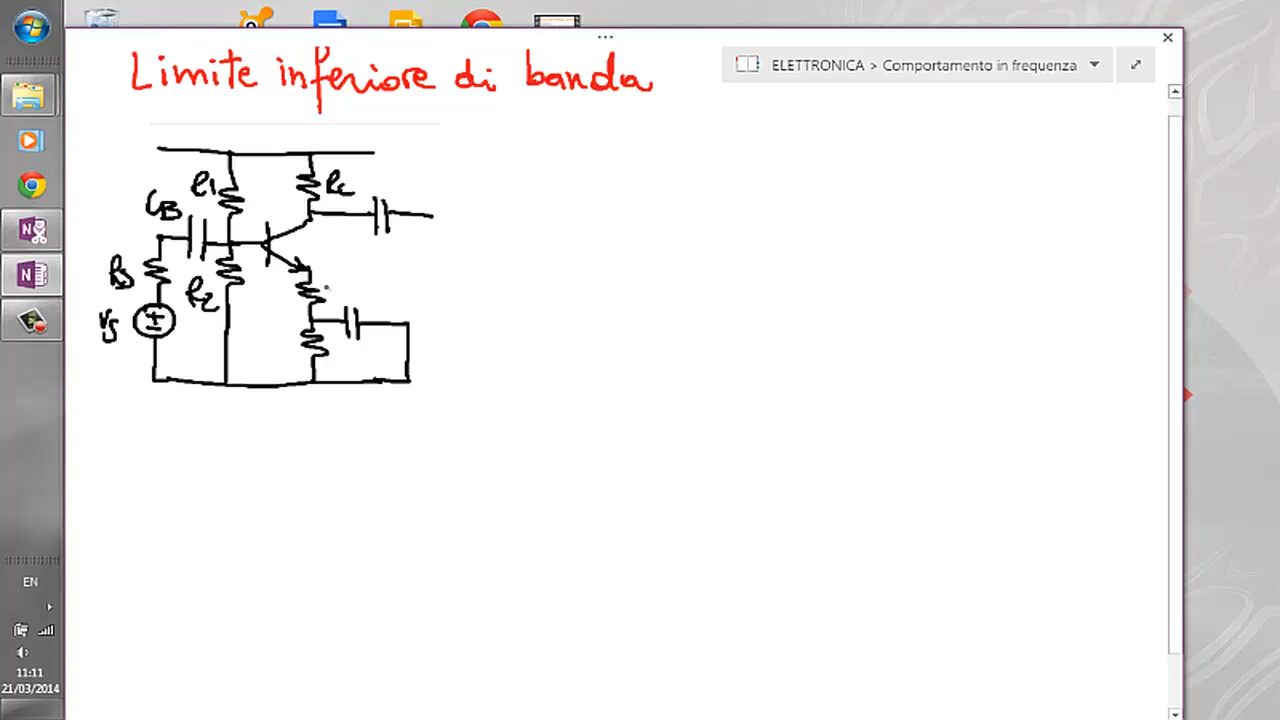 Limite inferiore di banda
ELETTRONICA > Comportamento in frequenza
R1
RC
CB
RS
R2
VS
EN
11:11
21/03/2014